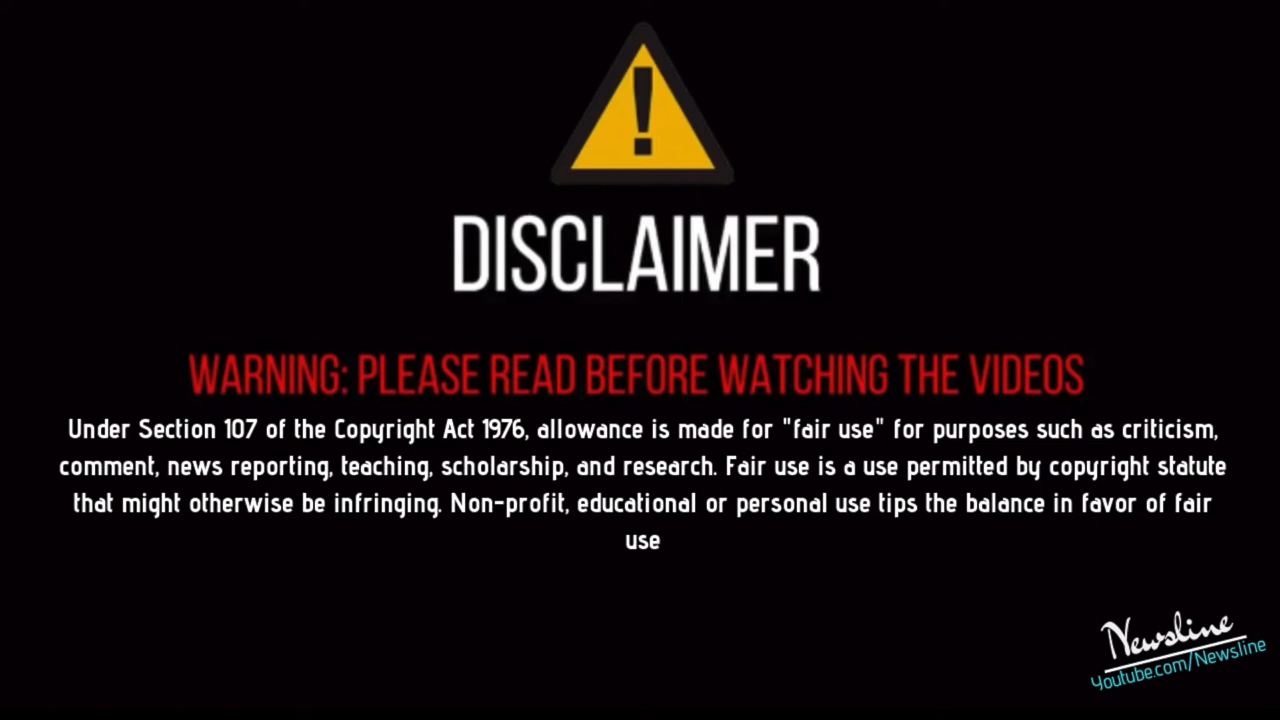 !
DISCLAIMER
WARNING: PLEASE READ BEFORE WATCHING THE VIDEOS
Under Section 107 of the Copyright Act 1976, allowance is made for "fair use" for purposes such as criticism,
comment, news reporting, teaching, scholarship, and research. Fair use is a use permitted by copyright statute
that might otherwise be infringing. Non-profit, educational or personal use tips the balance in favor of fair
use
Newsline
Youtube.com/Newsline